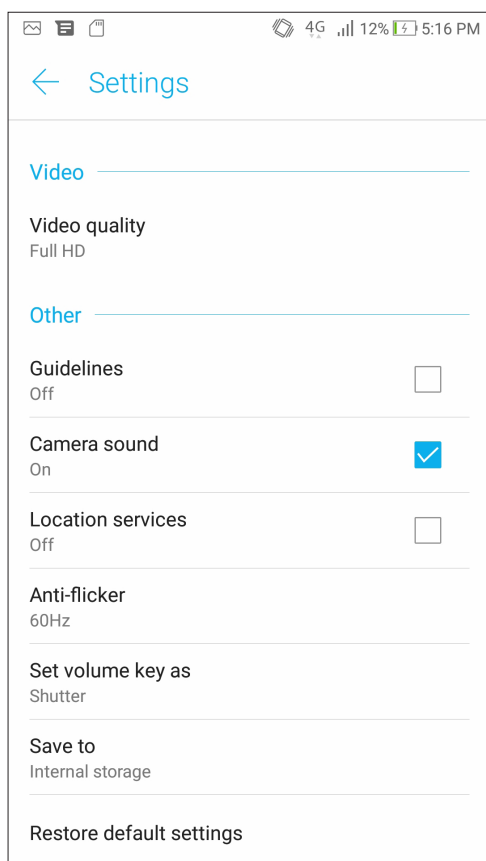 4G 12% 5:16 PM
Settings
Video
Video quality
Full HD
Other
Guidelines
Off
Camera sound
On
Location services
Off
Anti-flicker
60Hz
Set volume key as
Shutter
Save to
Internal storage
Restore default settings